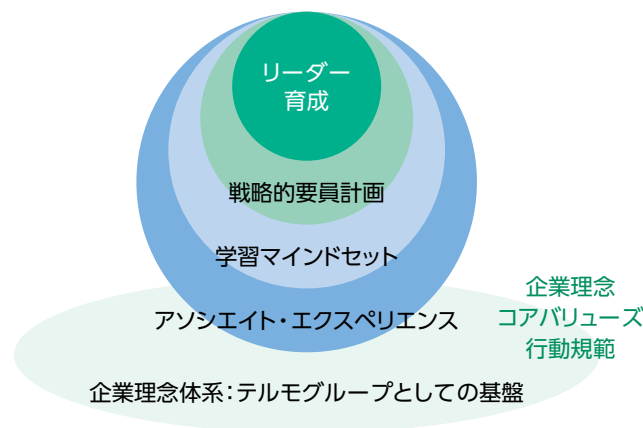 リーダー
育成
戦略的要員計画
学習マインドセット
アソシエイト・エクスペリエンス
企業理念
コアバリューズ
行動規範
企業理念体系：テルモグループとしての基盤